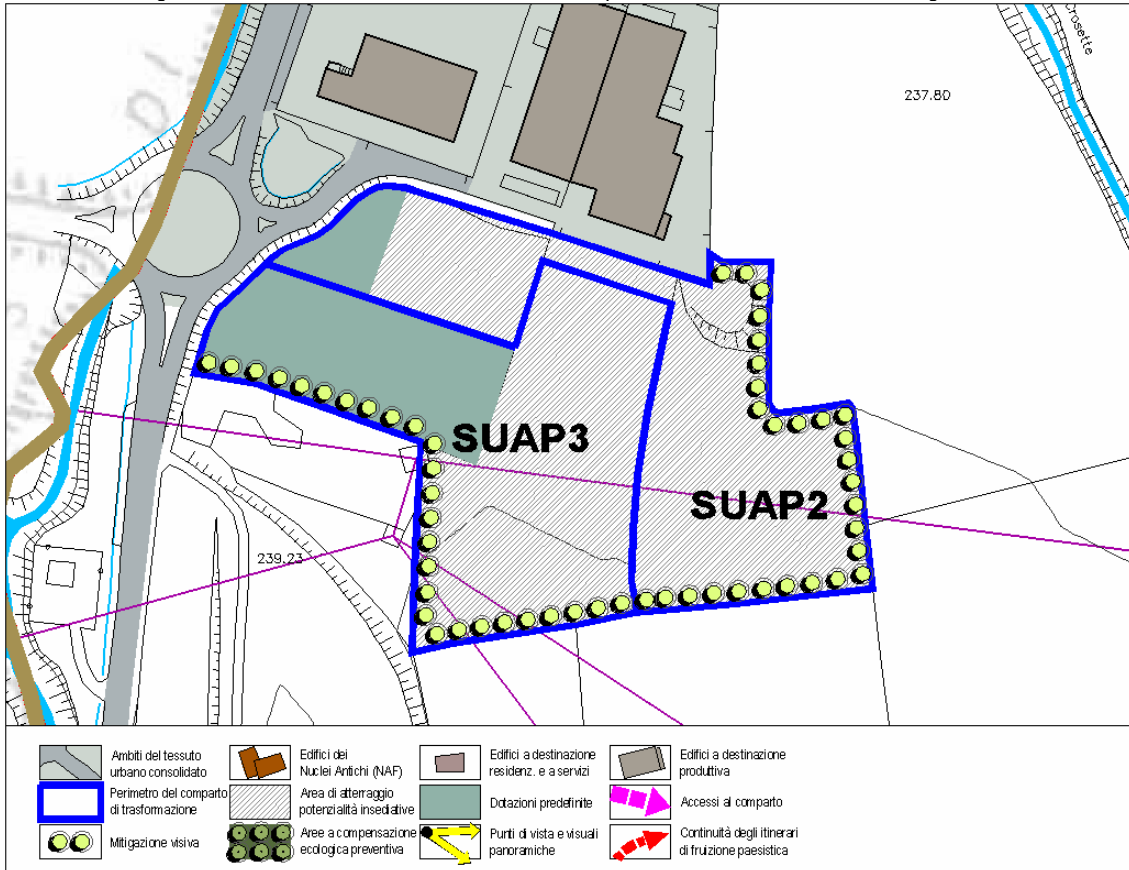 Crosette
237.80
SUAP3
SUAP2
239.23
Ambiti del tessuto
urbano consolidato
Edifici dei
Nuclei Antichi (NAF)
Edifici a destinazione
residenz. e a servizi
Edifici a destinazione
produttiva
Perimetro del comparto
di trasformazione
Area di atterraggio
potenzialità insediative
Dotazioni predefinite
Accessi al comparto
Mitigazione visiva
Aree a compensazione
ecologica preventiva
Punti di vista e visuali
panoramiche
Continuità degli itinerari
di fruizione paesistica